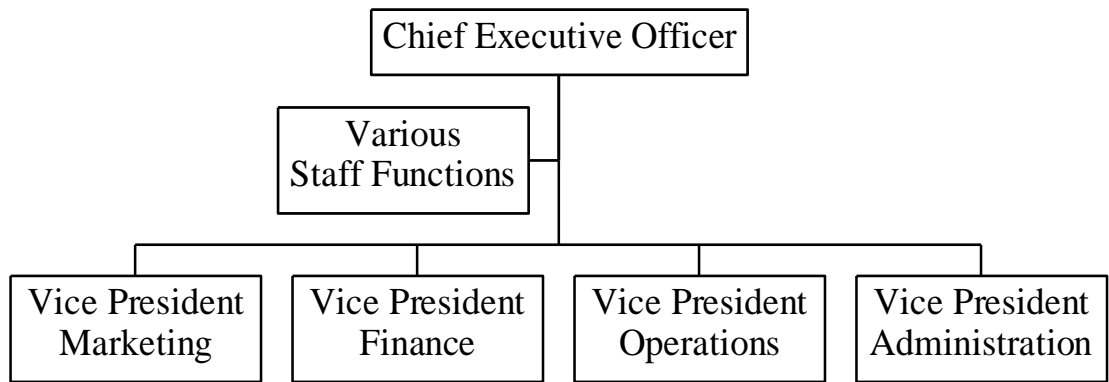 Chief Executive Officer
Various
Staff Functions
Vice President
Marketing
Vice President
Finance
Vice President
Operations
Vice President
Administration